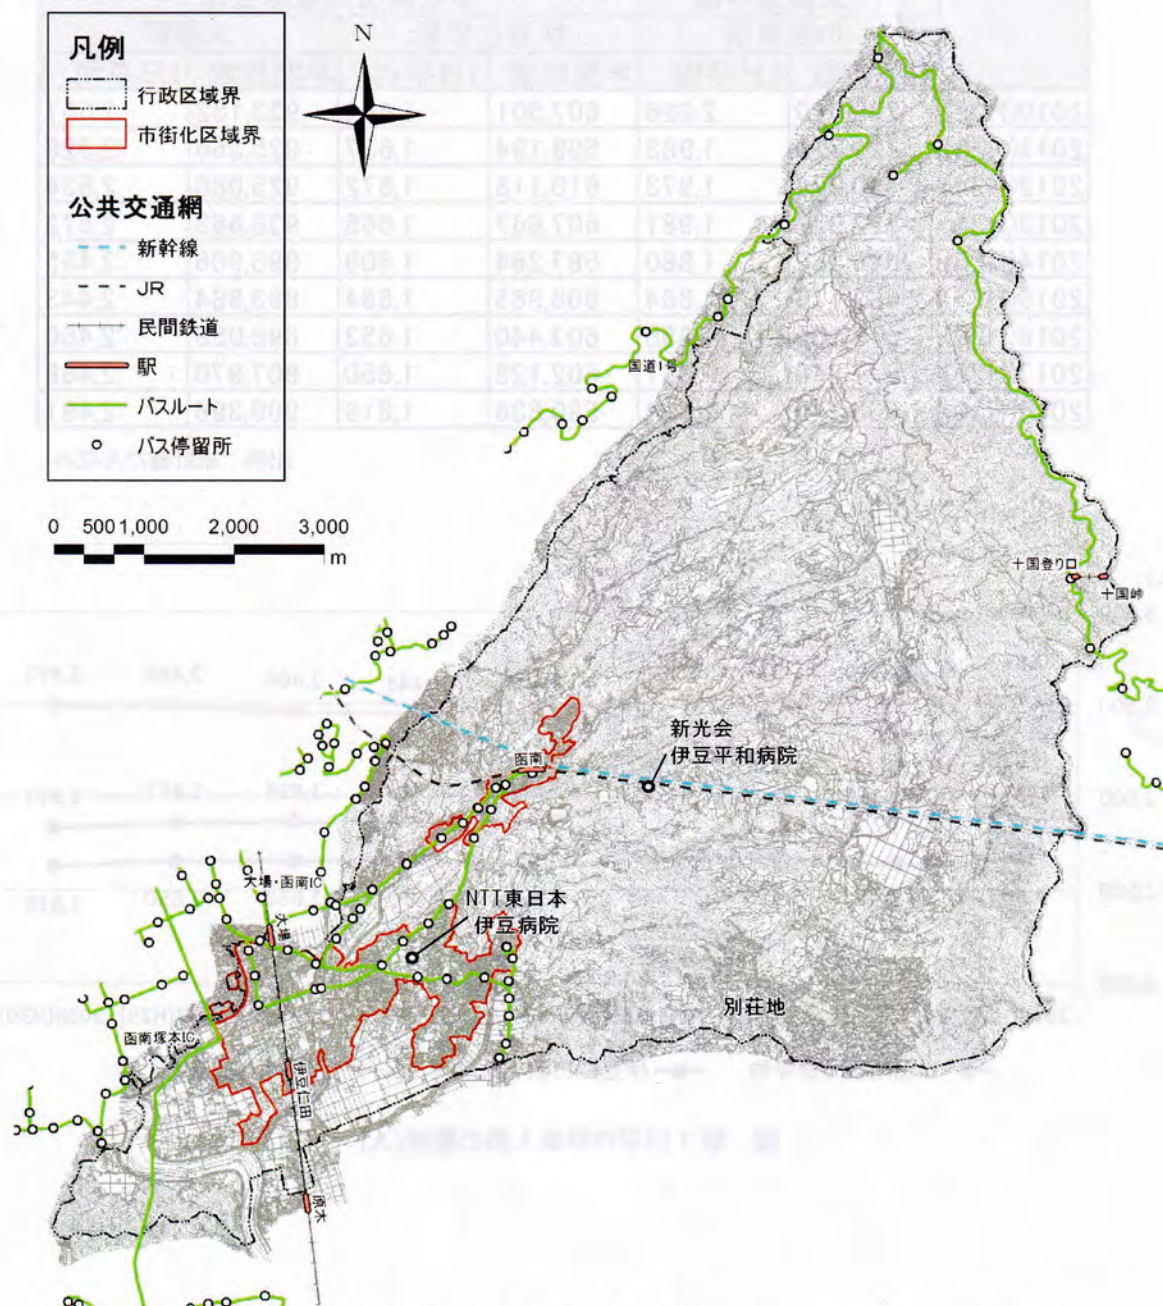 凡例
行政区域界
市街化区域界
公共交通網
新幹線
JR
民間鉄道
駅
バスルート
バス停留所
N
0 500 1,000 2,000 3,000
m
国道1号
十国登り口
十国峠
新光会
伊豆平和病院
函南
大場・函南IC
大場
NTT東日本
伊豆病院
別荘地
函南塚本IC
伊豆仁田
原木